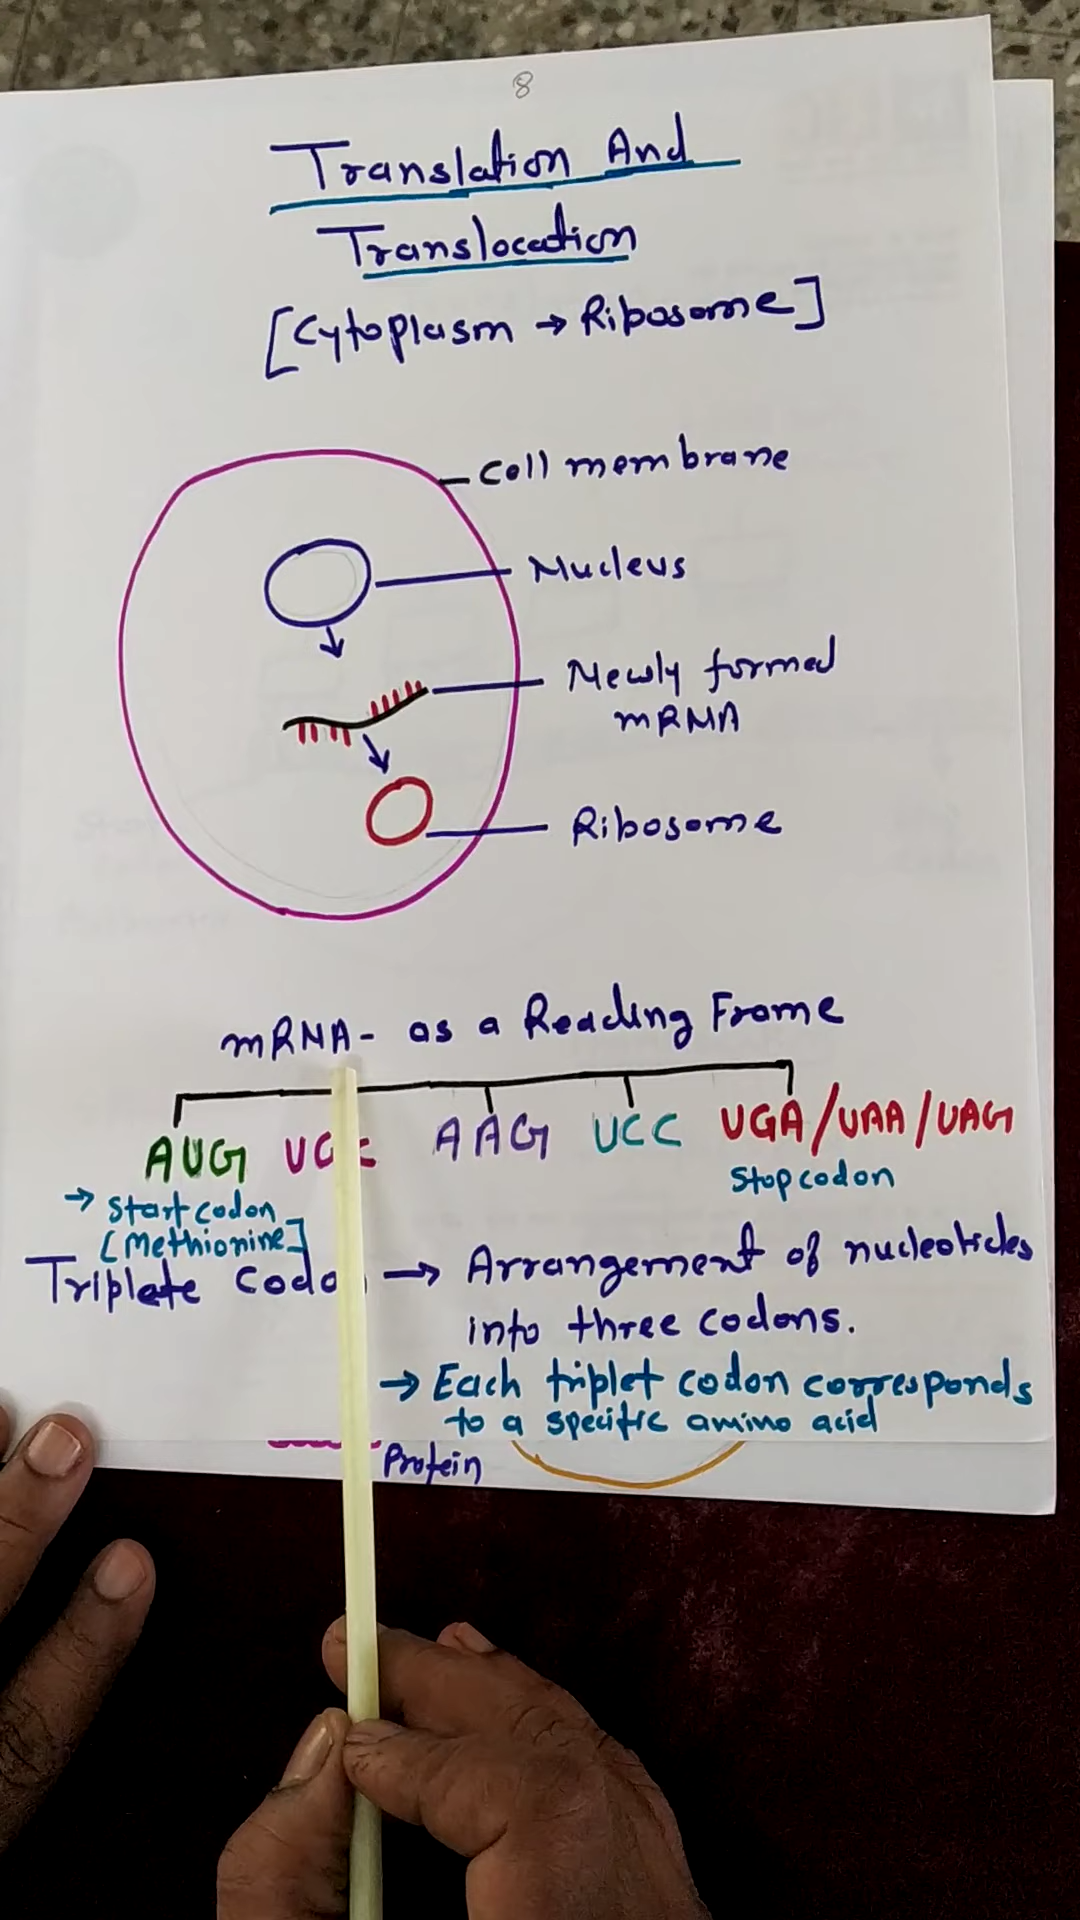 8
Translation And
Translocation
[Cytoplasm → Ribosome]
Cell membrane
Nucleus
Newly formed
mRNA
Ribosome
mRNA- as a Reading Frame
AUG AAG UCC UGA/UAA/UAG
→ Start codon
[Methionine]
Stop codon
Triplete → Arrangement of nucleotides
into three codons.
→ Each triplet codon corresponds
to a specific amino acid
Protein